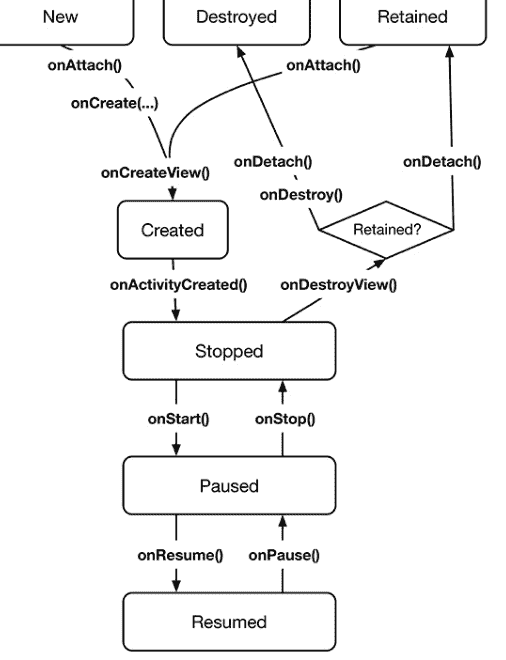 New
Destroyed
Retained
onAttach()
onAttach()
onCreate(...)
onDetach()
onDetach()
onCreateView()
onDestroy()
Created
Retained?
onActivityCreated()
onDestroyView()
Stopped
onStart()
onStop()
Paused
onResume()
onPause()
Resumed